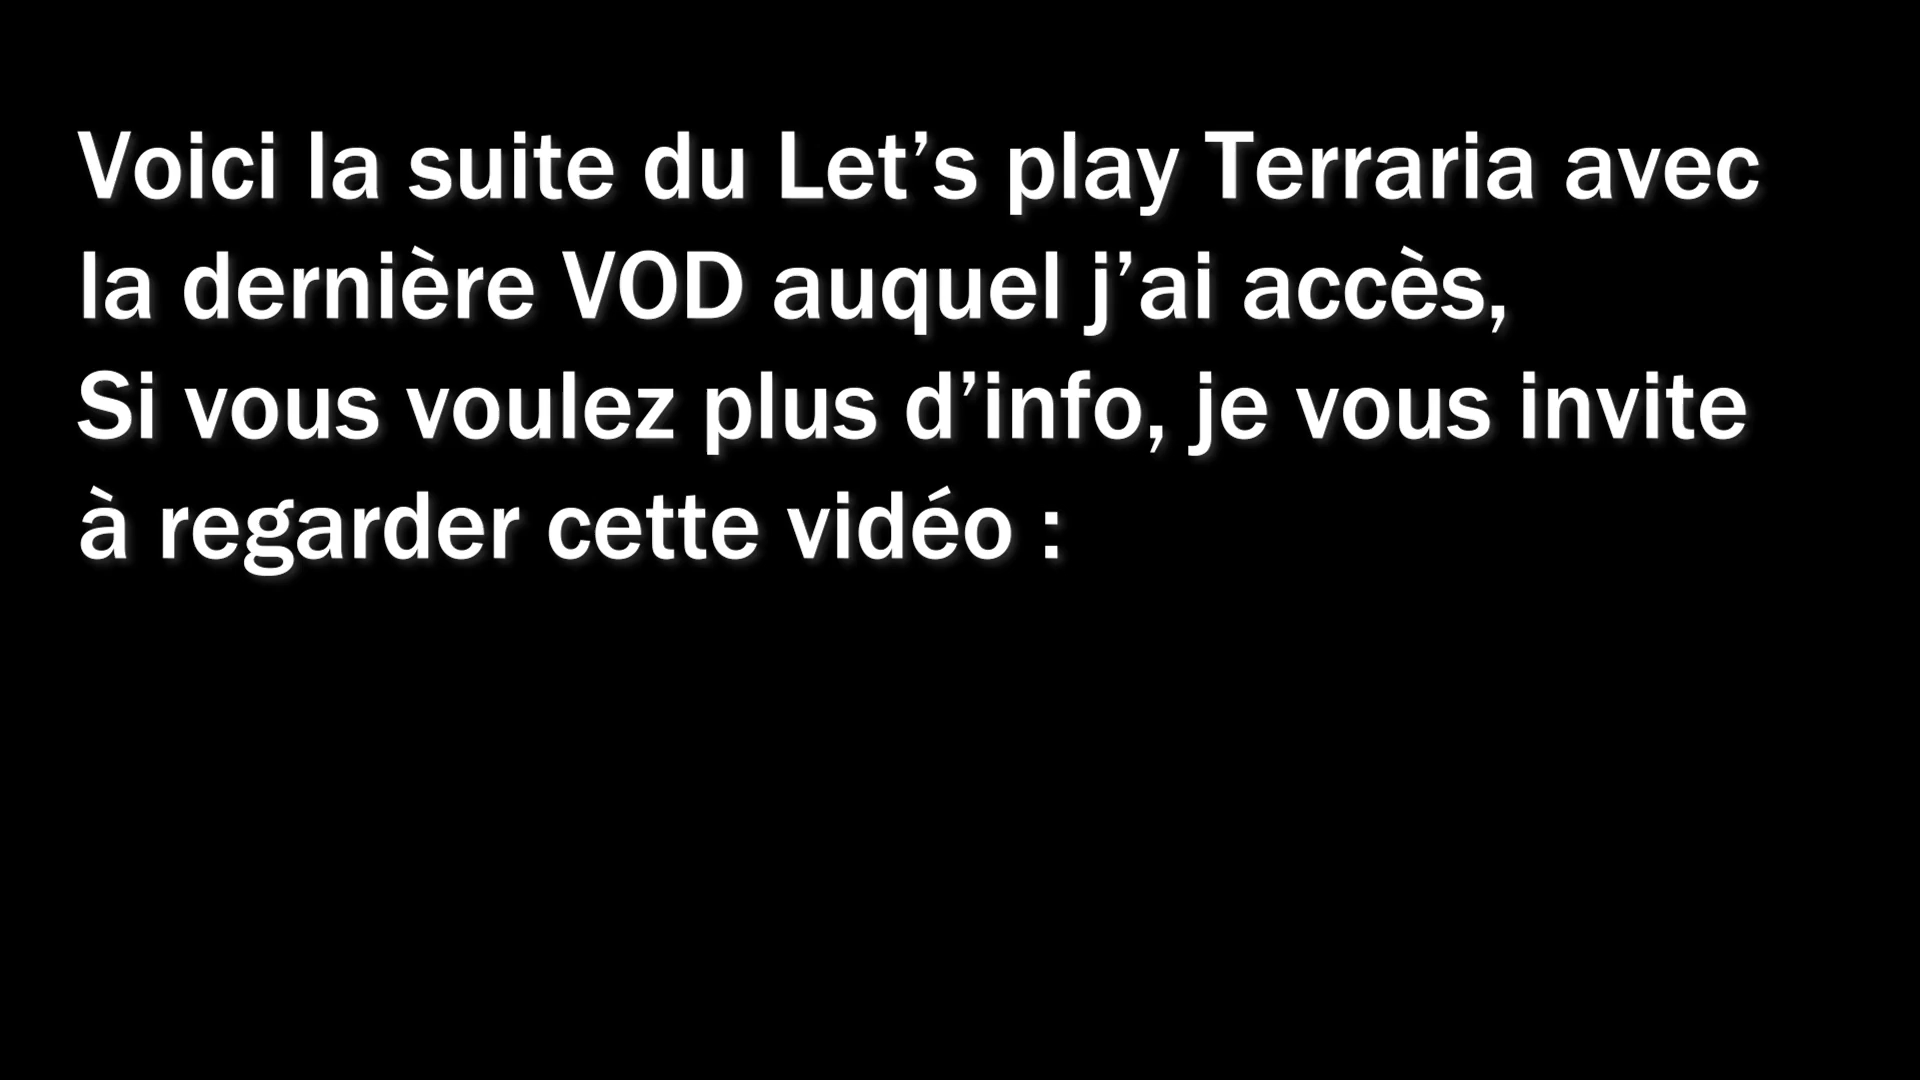 Voici la suite du Let’s play Terraria avec
la dernière VOD auquel j’ai accès,
Si vous voulez plus d’info, je vous invite
à regarder cette vidéo :